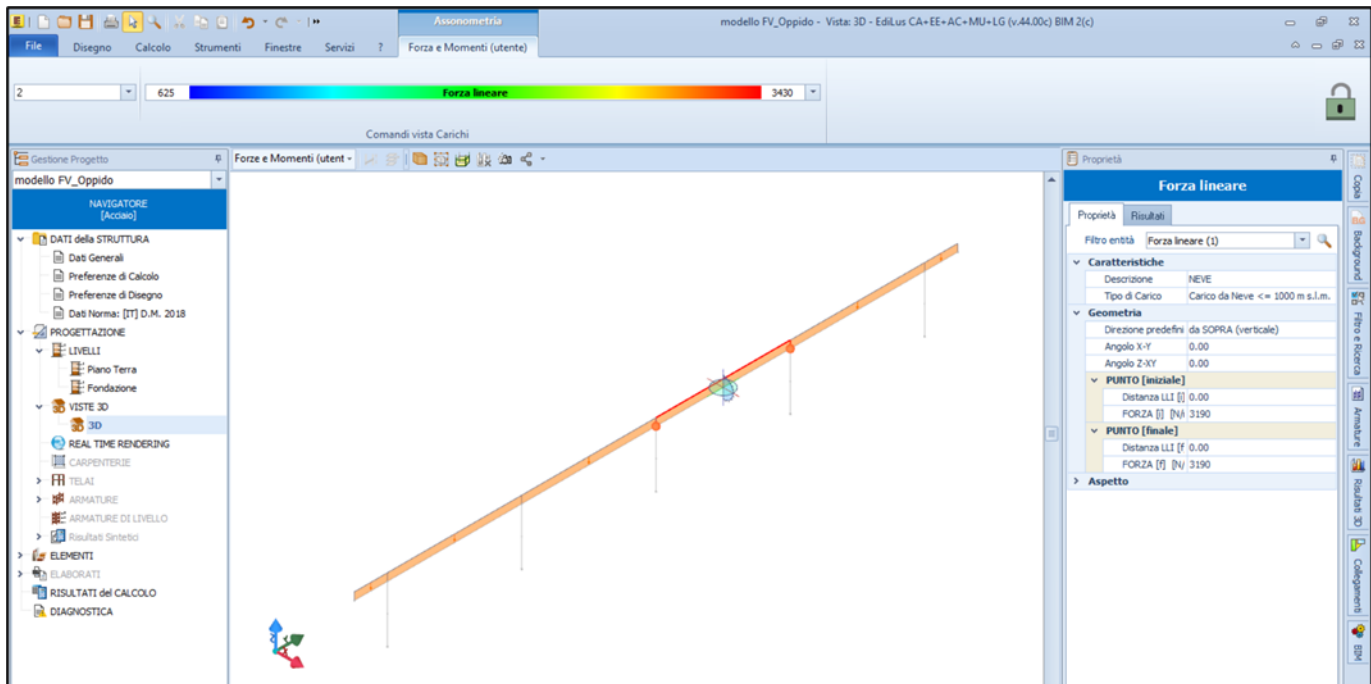 Assonometria
modello FV_Oppido - Vista: 3D - EdiLus CA+EE+AC+MU+LG (v.44.00c) BIM 2(c)
File Disegno Calcolo Strumenti Finestre Servizi ? Forza e Momenti (utente)
2 625 Forza lineare 3430
Comandi vista Carichi
Gestione Progetto
modello FV_Oppido
NAVIGATORE
[Acciaio]
DATI della STRUTTURA
Dati Generali
Preferenze di Calcolo
Preferenze di Disegno
Dati Norma: [IT] D.M. 2018
PROGETTAZIONE
LIVELLI
Piano Terra
Fondazione
VISTE 3D
3D
REAL TIME RENDERING
CARPENTERIE
TELAI
ARMATURE
ARMATURE DI LIVELLO
Risultati Sintetici
ELEMENTI
ELABORATI
RISULTATI del CALCOLO
DIAGNOSTICA
Forze e Momenti (utent
Proprietà
Forza lineare
Proprietà Risultati
Filtro entità Forza lineare (1)
Caratteristiche
Descrizione NEVE
Tipo di Carico Carico da Neve <= 1000 m s.l.m.
Geometria
Direzione predefini da SOPRA (verticale)
Angolo X-Y 0.00
Angolo Z-XY 0.00
PUNTO [iniziale]
Distanza LLI [i] 0.00
FORZA [i] [N/ 3190
PUNTO [finale]
Distanza LLI [f 0.00
FORZA [f] [N/ 3190
Aspetto
Copia
Background
Filtro e Ricerca
Armature
Risultati 3D
Collegamenti
BIM